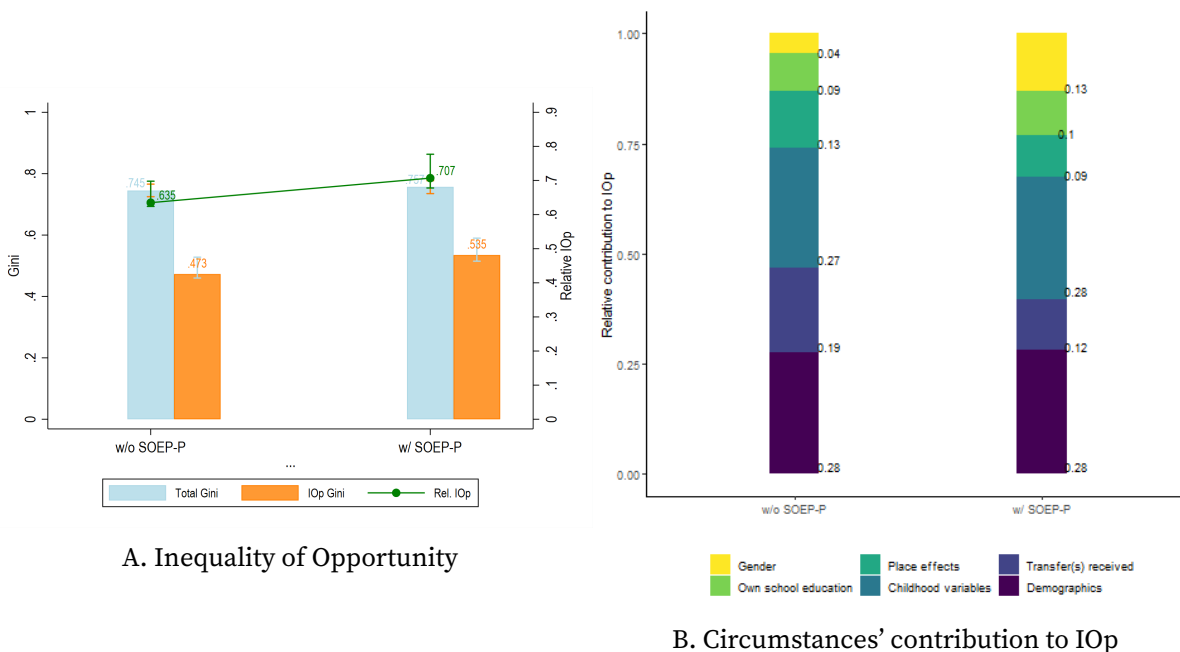 Gini
1
.8
.6
.4
.2
0
.745
.635
.473
.757
.707
.535
Relative IOp
.9
.8
.7
.6
.5
.4
.3
.2
.1
0
w/o SOEP-P
w/ SOEP-P
...
Total Gini
IOp Gini
Rel. IOp
A. Inequality of Opportunity
Relative contribution to IOp
1.00
0.75
0.50
0.25
0.00
0.04
0.09
0.13
0.27
0.19
0.28
0.13
0.1
0.09
0.28
0.12
0.28
w/o SOEP-P
w/ SOEP-P
Gender
Place effects
Transfer(s) received
Own school education
Childhood variables
Demographics
B. Circumstances’ contribution to IOp